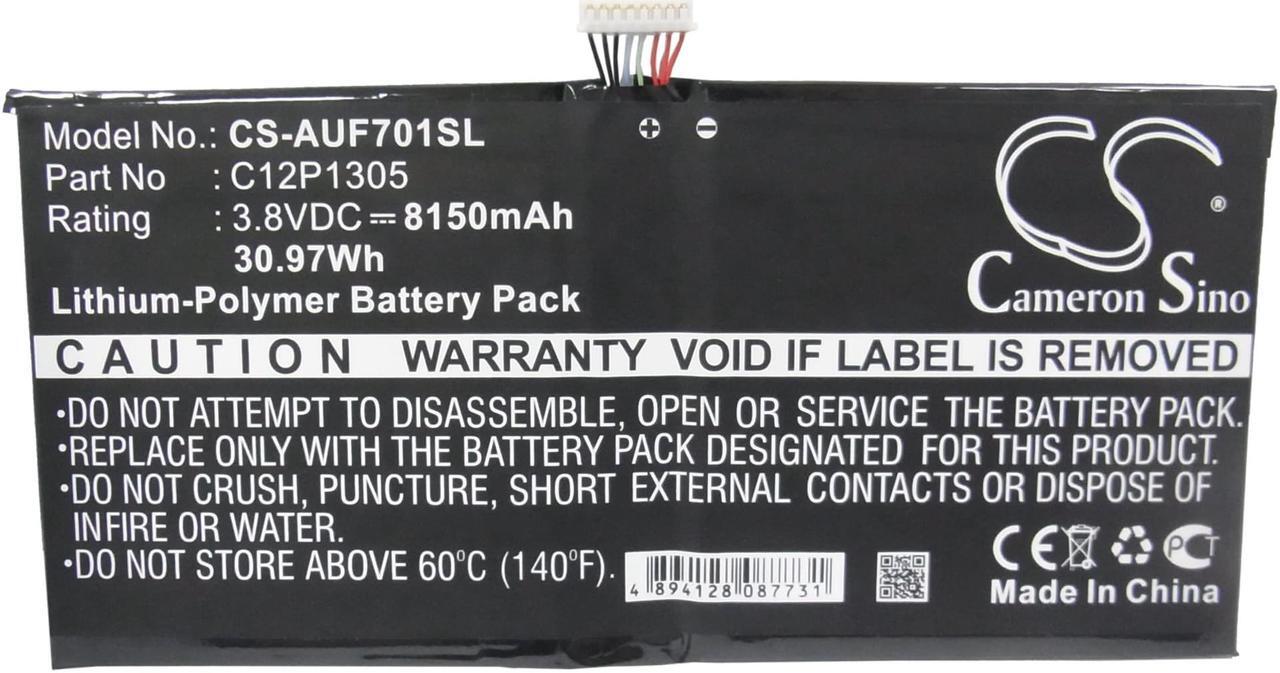 Model No.: CS-AUF701SL
Part No : C12P1305
Rating : 3.8VDC ⎓ 8150mAh
30.97Wh
Lithium-Polymer Battery Pack
CS ®
Cameron Sino
CAUTION WARRANTY VOID IF LABEL IS REMOVED
•DO NOT ATTEMPT TO DISASSEMBLE, OPEN OR SERVICE THE BATTERY PACK.
•REPLACE ONLY WITH THE BATTERY PACK DESIGNATED FOR THIS PRODUCT.
•DO NOT CRUSH, PUNCTURE, SHORT EXTERNAL CONTACTS OR DISPOSE OF
IN FIRE OR WATER.
•DO NOT STORE ABOVE 60°C (140°F).
4 894128 087731
CE PCT
Made In China